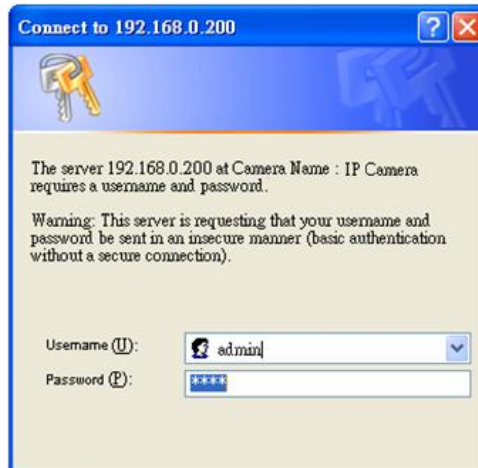 Connect to 192.168.0.200
The server 192.168.0.200 at Camera Name : IP Camera
requires a username and password.
Warning: This server is requesting that your username and
password be sent in an insecure manner (basic authentication
without a secure connection).
Username (U):
admin
Password (P):
****